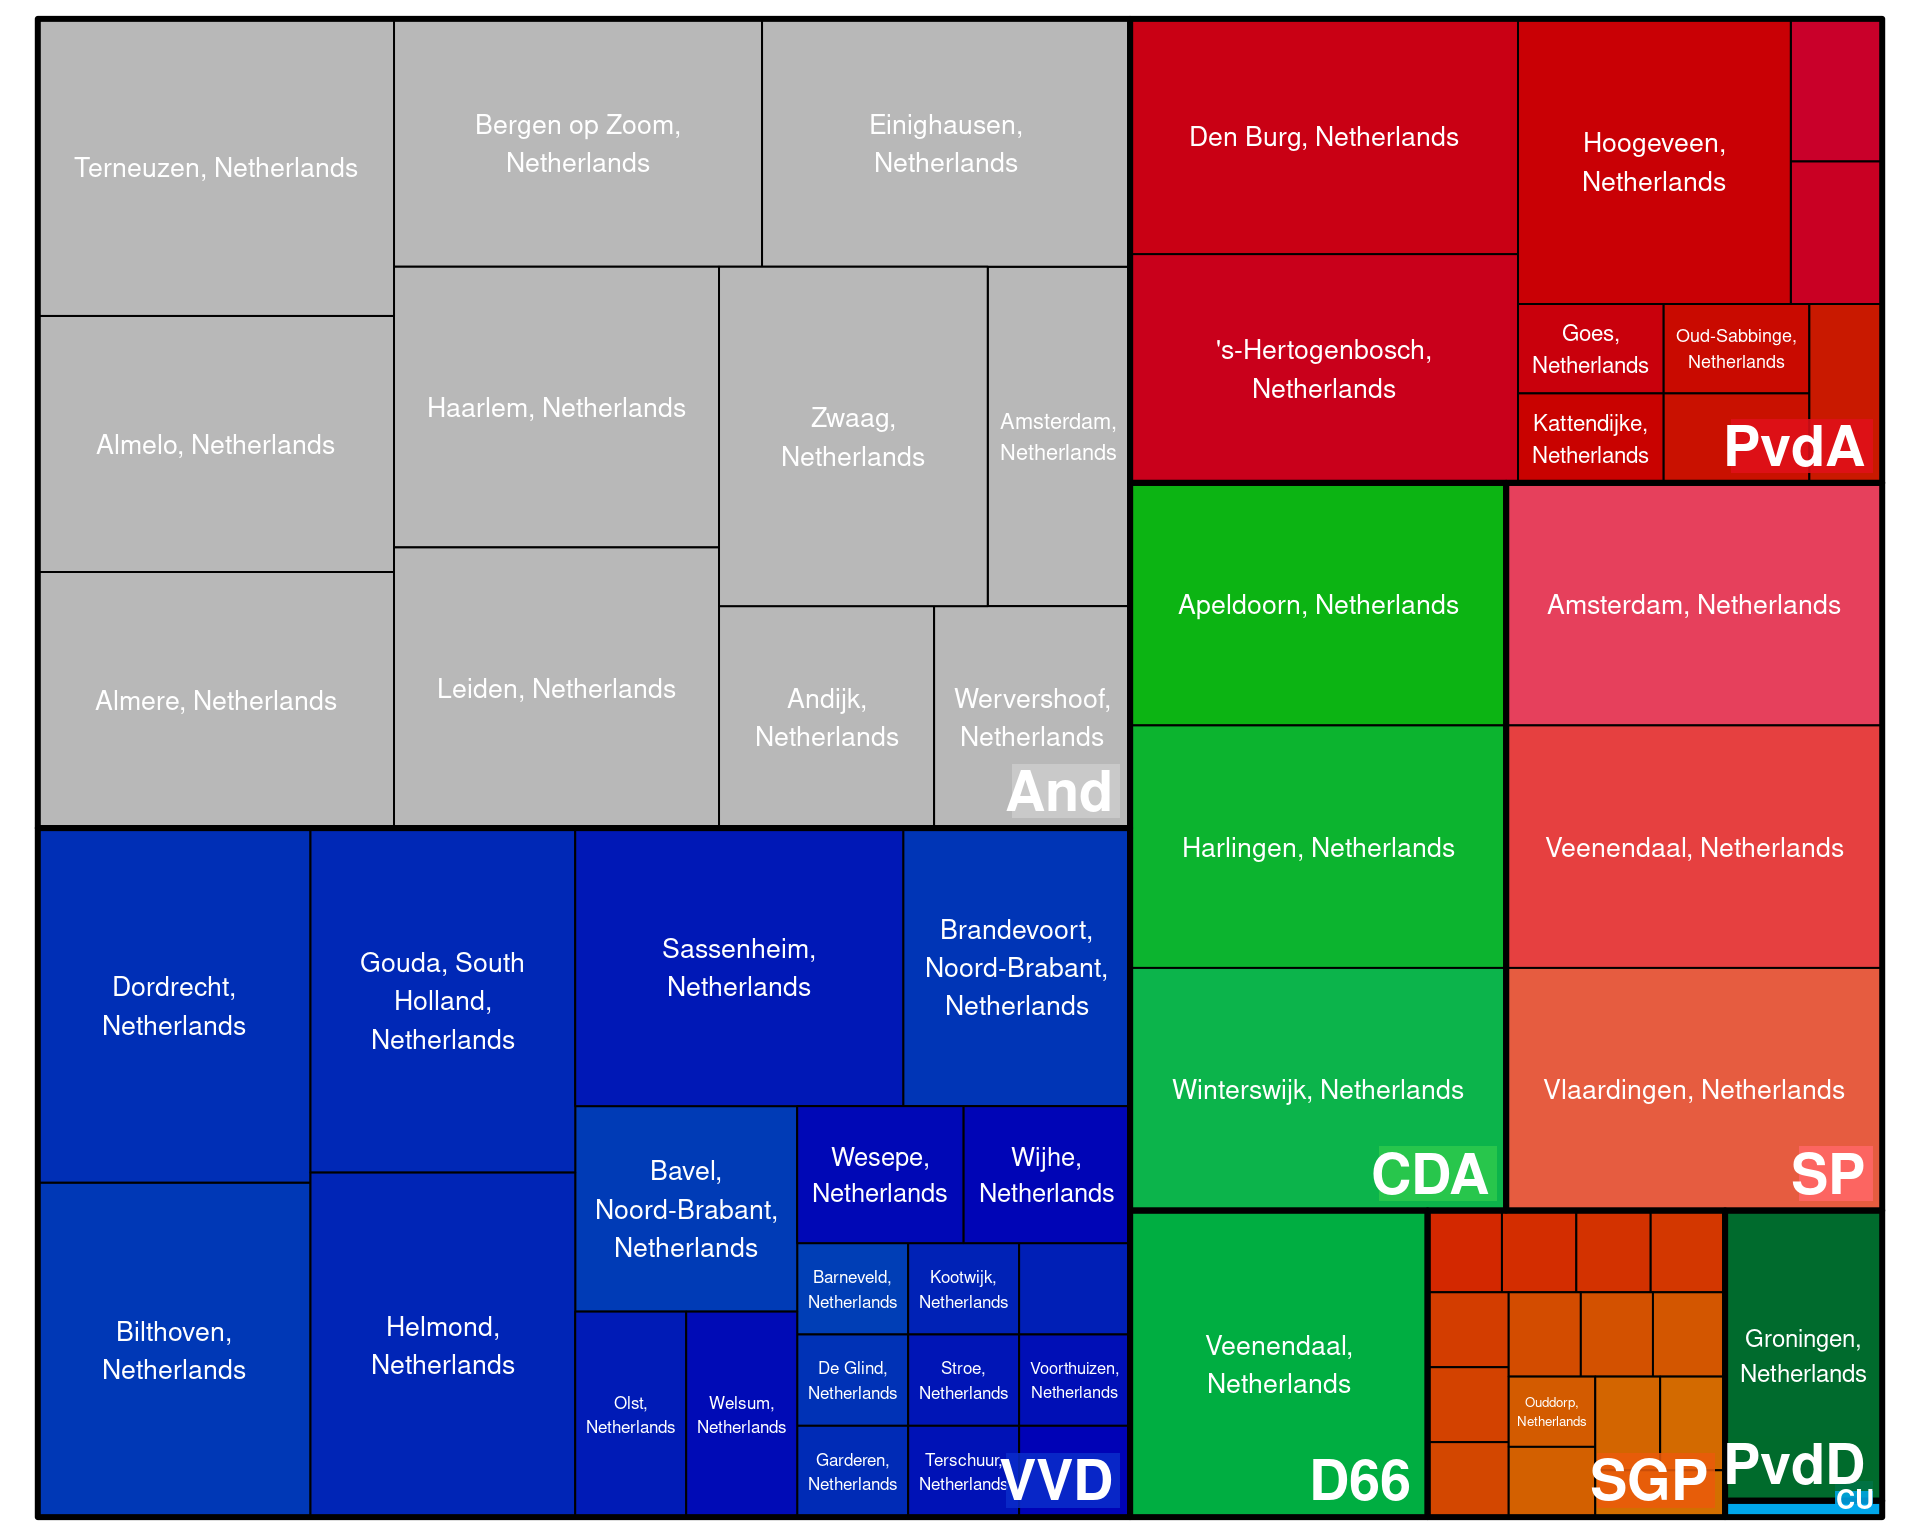 Terneuzen, Netherlands
Bergen op Zoom,
Netherlands
Einighausen,
Netherlands
Almelo, Netherlands
Haarlem, Netherlands
Zwaag,
Netherlands
Amsterdam,
Netherlands
Almere, Netherlands
Leiden, Netherlands
Andijk,
Netherlands
Wervershoof,
Netherlands
And
Den Burg, Netherlands
Hoogeveen,
Netherlands
's-Hertogenbosch,
Netherlands
Goes,
Netherlands
Oud-Sabbinge,
Netherlands
Kattendijke,
Netherlands
PvdA
Apeldoorn, Netherlands
Harlingen, Netherlands
Winterswijk, Netherlands
CDA
Amsterdam, Netherlands
Veenendaal, Netherlands
Vlaardingen, Netherlands
SP
Dordrecht,
Netherlands
Gouda, South
Holland,
Netherlands
Sassenheim,
Netherlands
Brandevoort,
Noord-Brabant,
Netherlands
Bilthoven,
Netherlands
Helmond,
Netherlands
Bavel,
Noord-Brabant,
Netherlands
Wesepe,
Netherlands
Wijhe,
Netherlands
Olst,
Netherlands
Welsum,
Netherlands
Barneveld,
Netherlands
Kootwijk,
Netherlands
De Glind,
Netherlands
Stroe,
Netherlands
Voorthuizen,
Netherlands
Garderen,
Netherlands
Terschuur,
Netherlands
VVD
Veenendaal,
Netherlands
D66
Ouddorp,
Netherlands
SGP
Groningen,
Netherlands
PvdD
CU